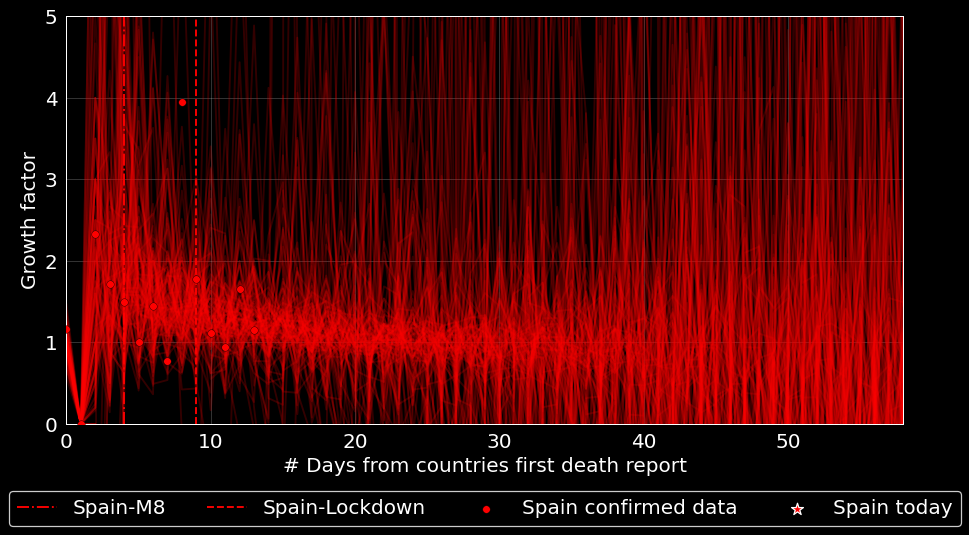 5
4
3
2
1
0
Growth factor
0 10 20 30 40 50
# Days from countries first death report
Spain-M8 Spain-Lockdown Spain confirmed data Spain today